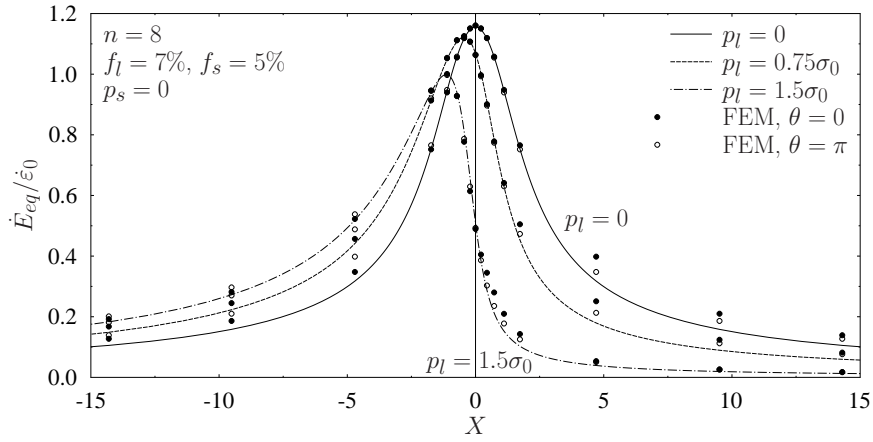 n = 8
f_l = 7%, f_s = 5%
p_s = 0
p_l = 0
p_l = 0.75σ_0
p_l = 1.5σ_0
FEM, θ = 0
FEM, θ = π
p_l = 0
p_l = 1.5σ_0
Ė_eq/ε̇_0
1.2
1.0
0.8
0.6
0.4
0.2
0.0
-15 -10 -5 0 5 10 15
X